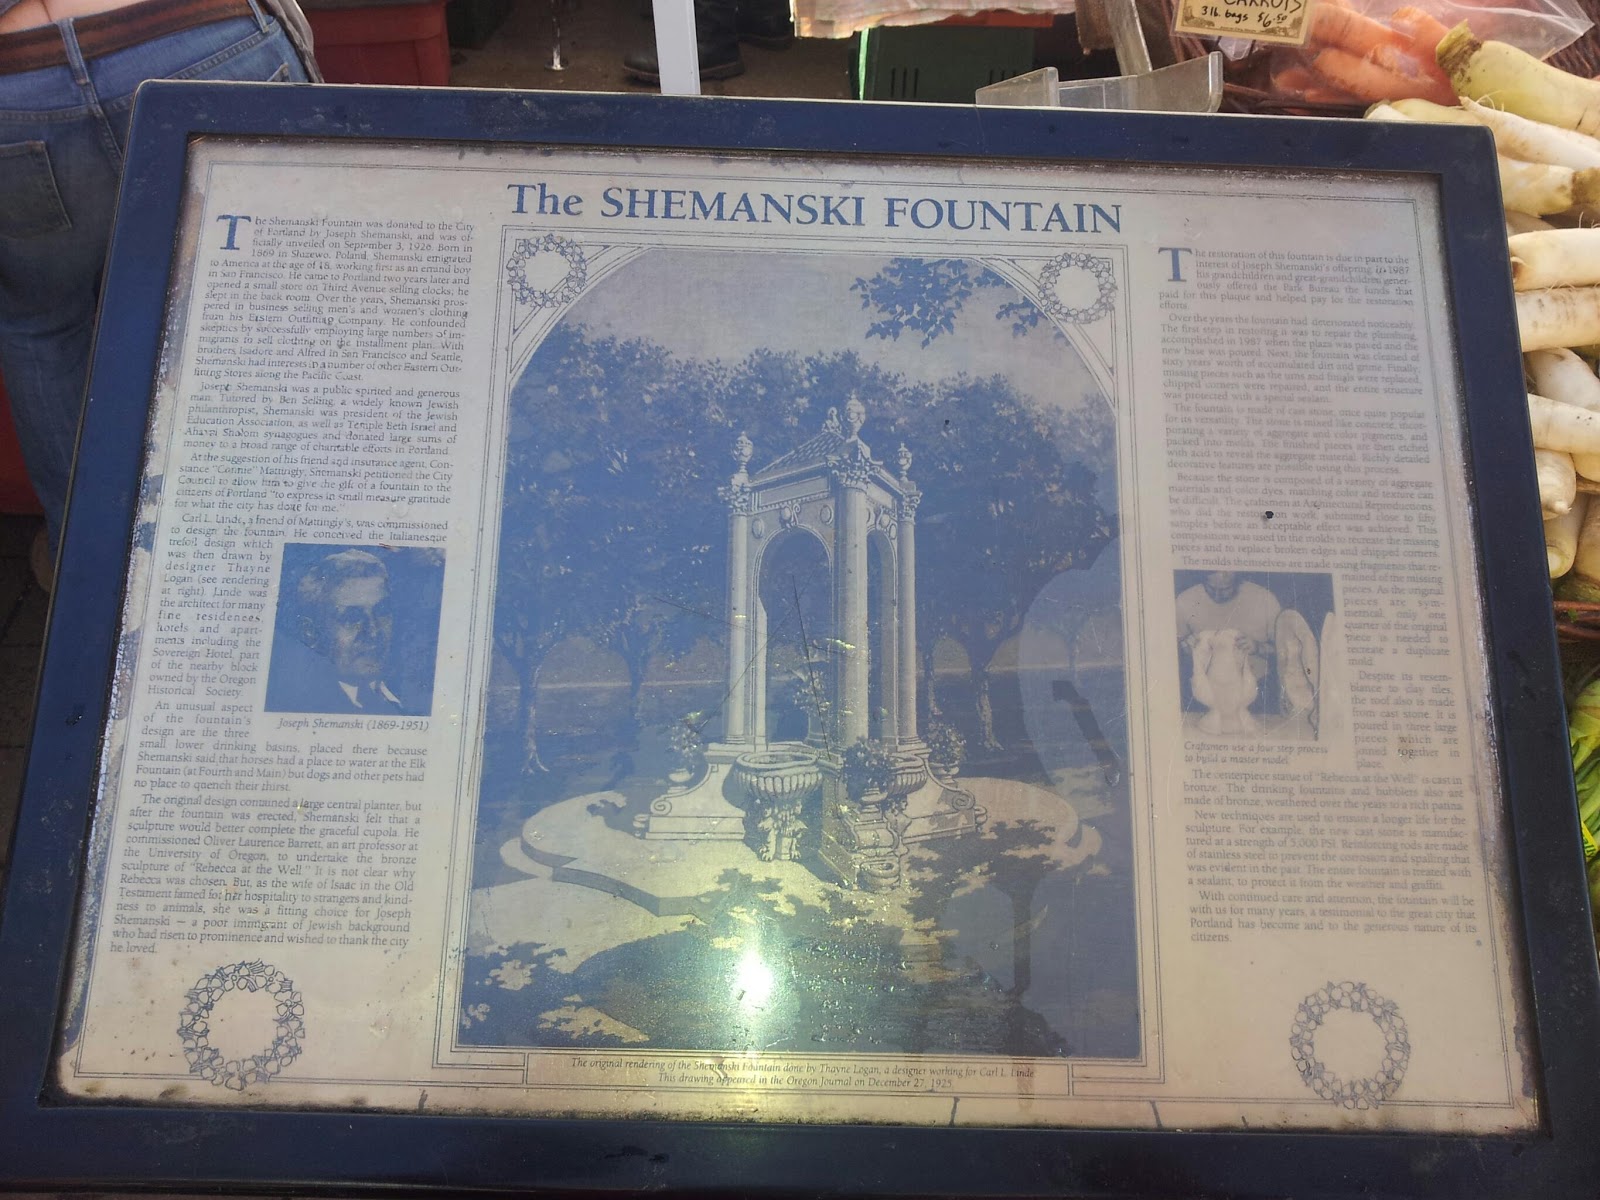 CARROTS
3 lb. bags $6.50
The SHEMANSKI FOUNTAIN
The Shemanski Fountain was donated to the City
of Portland by Joseph Shemanski, and was of-
ficially unveiled on September 3, 1926. Born in
1869 in Sluzewo, Poland, Shemanski emigrated
to America at the age of 18, working first as an errand boy
in San Francisco. He came to Portland two years later and
opened a small store on Third Avenue selling clocks; he
slept in the back room. Over the years, Shemanski pros-
pered in business selling men's and women's clothing
from his Eastern Outfitting Company. He confounded
skeptics by successfully employing large numbers of im-
migrants to sell clothing on the installment plan. With
brothers Isadore and Alfred in San Francisco and Seattle,
Shemanski had interests in a number of other Eastern Out-
fitting Stores along the Pacific Coast.
Joseph Shemanski was a public spirited and generous
man. Tutored by Ben Selling, a widely known Jewish
philanthropist, Shemanski was president of the Jewish
Education Association, as well as Temple Beth Israel and
Ahavai Sholom synagogues and donated large sums of
money to a broad range of charitable efforts in Portland.
At the suggestion of his friend and insurance agent, Con-
stance "Connie" Mattingly, Shemanski petitioned the City
Council to allow him to give the gift of a fountain to the
citizens of Portland "to express in small measure gratitude
for what the city has done for me."
Carl L. Linde, a friend of Mattingly's, was commissioned
to design the fountain. He conceived the Italianesque
trefoil design which
was then drawn by
designer Thayne
Logan (see rendering
at right). Linde was
the architect for many
fine residences,
hotels and apart-
ments including the
Sovereign Hotel, part
of the nearby block
owned by the Oregon
Historical Society.
An unusual aspect
of the fountain's
design are the three
small lower drinking basins, placed there because
Shemanski said that horses had a place to water at the Elk
Fountain (at Fourth and Main) but dogs and other pets had
no place to quench their thirst.
The original design contained a large central planter, but
after the fountain was erected, Shemanski felt that a
sculpture would better complete the graceful cupola. He
commissioned Oliver Laurence Barrett, an art professor at
the University of Oregon, to undertake the bronze
sculpture of "Rebecca at the Well." It is not clear why
Rebecca was chosen. But, as the wife of Isaac in the Old
Testament famed for her hospitality to strangers and kind-
ness to animals, she was a fitting choice for Joseph
Shemanski — a poor immigrant of Jewish background
who had risen to prominence and wished to thank the city
he loved.
Joseph Shemanski (1869-1951)
The original rendering of the Shemanski Fountain done by Thayne Logan, a designer working for Carl L. Linde
This drawing appeared in the Oregon Journal on December 27, 1925.
The restoration of this fountain is due in part to the
interest of Joseph Shemanski's offspring. In 1987
his grandchildren and great-grandchildren gener-
ously offered the Park Bureau the funds that
paid for this plaque and helped pay for the restoration
efforts.
Over the years the fountain had deteriorated noticeably.
The first step in restoring it was to repair the plumbing,
accomplished in 1987 when the plaza was paved and the
new base was poured. Next, the fountain was cleaned of
sixty years worth of accumulated dirt and grime. Finally,
missing pieces such as the urns and finials were replaced,
chipped corners were repaired, and the entire structure
was protected with a special sealant.
The fountain is made of cast stone, once quite popular
for its versatility. The stone is mixed like concrete, incor-
porating a variety of aggregate and color pigments, and
packed into molds. The finished pieces are then etched
with acid to reveal the aggregate material. Richly detailed
decorative features are possible using this process.
Because the stone is composed of a variety of aggregate
materials and color dyes, matching color and texture can
be difficult. The craftsmen at Architectural Reproductions,
who did the restoration work, submitted close to fifty
samples before an acceptable effect was achieved. This
composition was used in the molds to recreate the missing
pieces and to replace broken edges and chipped corners.
The molds themselves are made using fragments that re-
mained of the missing
pieces. As the original
pieces are sym-
metrical, only one
quarter of the original
piece is needed to
recreate a duplicate
mold.
Despite its resem-
blance to clay tiles,
the roof also is made
from cast stone. It is
poured in three large
pieces which are
joined together in
place.
Craftsmen use a four step process
to build a master model.
The centerpiece statue of "Rebecca at the Well" is cast in
bronze. The drinking fountains and bubblers also are
made of bronze, weathered over the years to a rich patina.
New techniques are used to ensure a longer life for the
sculpture. For example, the new cast stone is manufac-
tured at a strength of 5,000 PSI. Reinforcing rods are made
of stainless steel to prevent the corrosion and spalling that
was evident in the past. The entire fountain is treated with
a sealant, to protect it from the weather and graffiti.
With continued care and attention, the fountain will be
with us for many years, a testimonial to the great city that
Portland has become and to the generous nature of its
citizens.